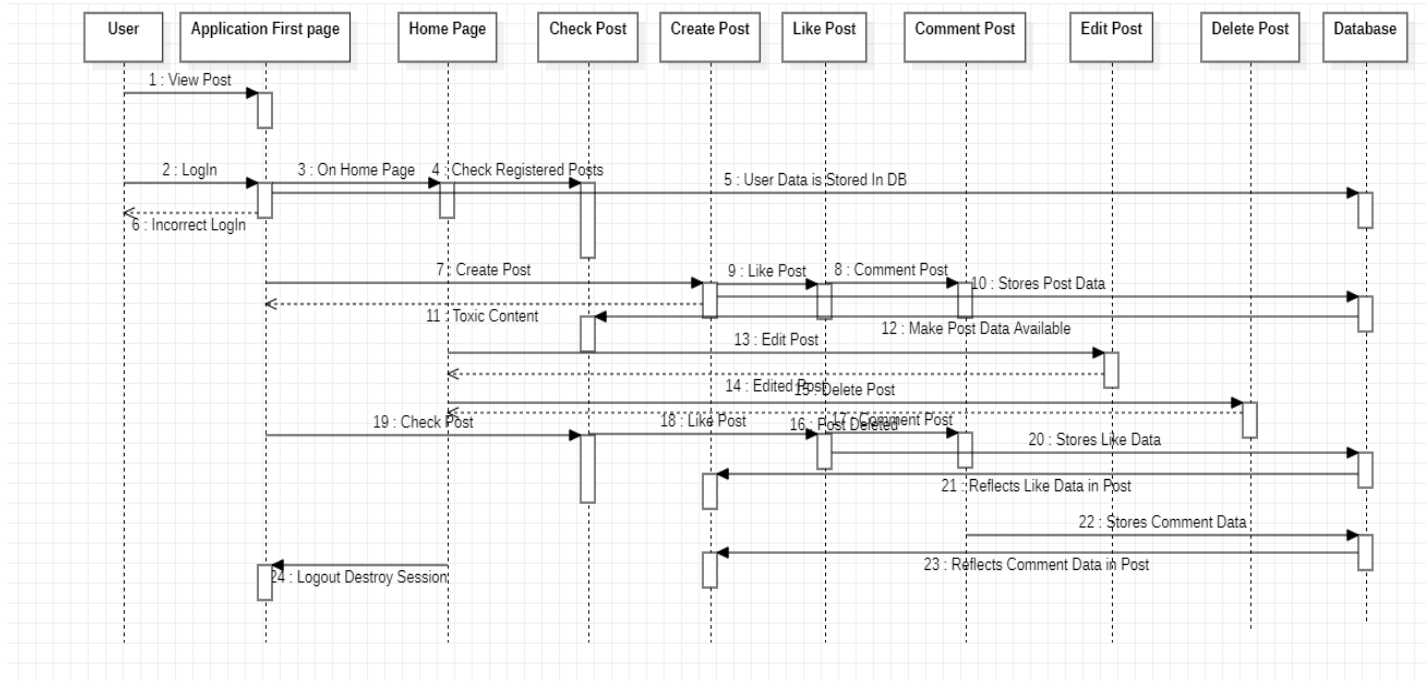 User
Application First page
Home Page
Check Post
Create Post
Like Post
Comment Post
Edit Post
Delete Post
Database
1 : View Post
2 : LogIn
3 : On Home Page
4 : Check Registered Posts
5 : User Data is Stored In DB
6 : Incorrect LogIn
7 : Create Post
9 : Like Post
8 : Comment Post
10 : Stores Post Data
11 : Toxic Content
12 : Make Post Data Available
13 : Edit Post
14 : Edited Post
15 : Delete Post
16 : Post Deleted
17 : Comment Post
18 : Like Post
19 : Check Post
20 : Stores Like Data
21 : Reflects Like Data in Post
22 : Stores Comment Data
23 : Reflects Comment Data in Post
24 : Logout Destroy Session